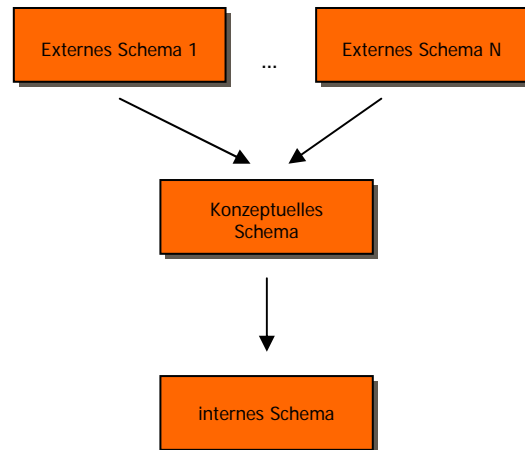 Externes Schema 1
...
Externes Schema N
Konzeptuelles
Schema
internes Schema